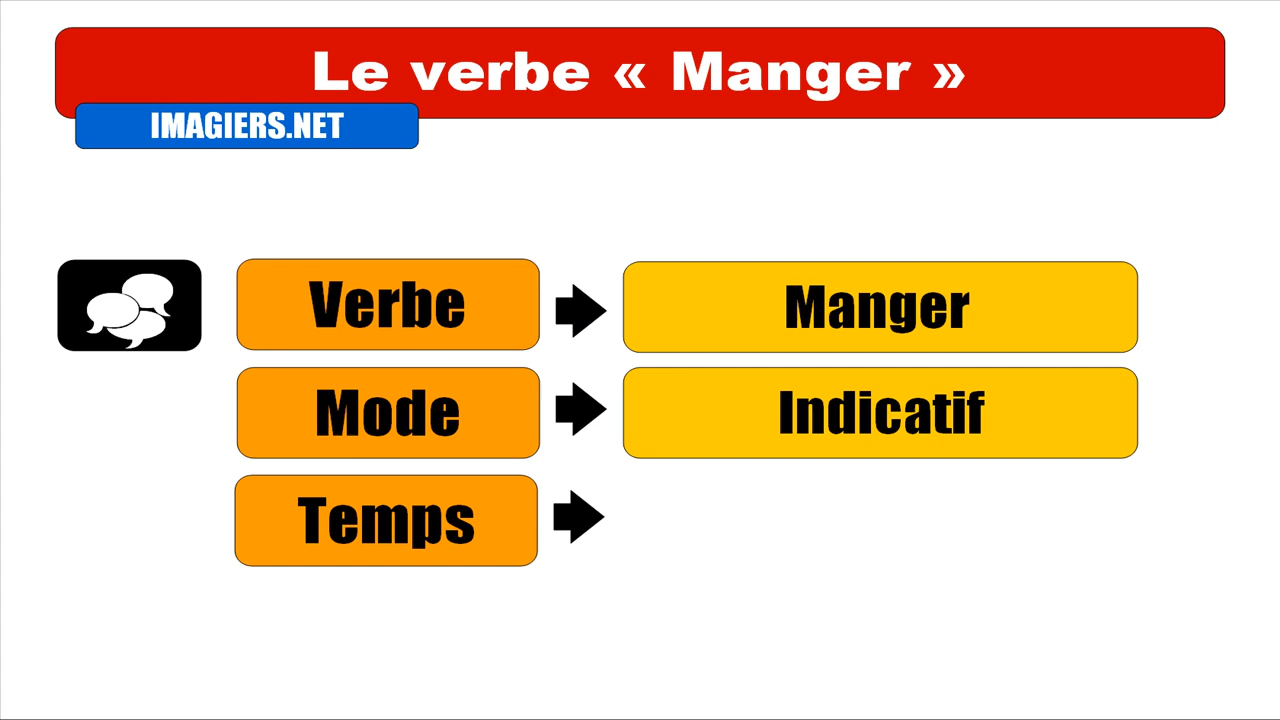 Le verbe « Manger »
IMAGIERS.NET
Verbe
Manger
Mode
Indicatif
Temps